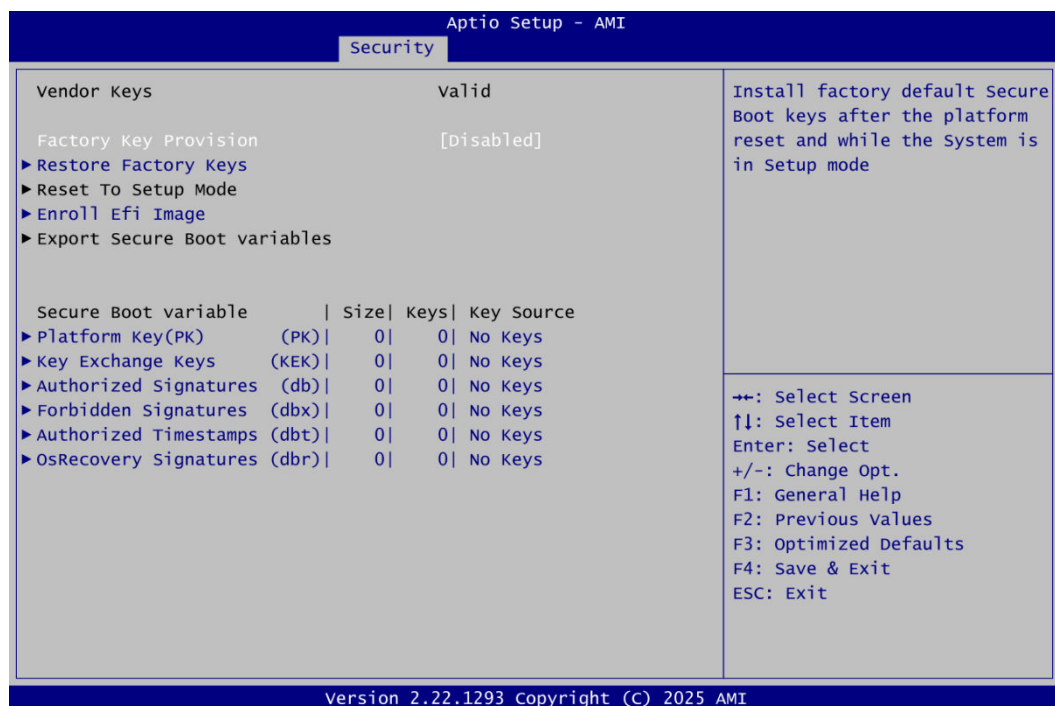 Aptio Setup - AMI
Security
Vendor Keys Valid
Factory Key Provision [Disabled]
►Restore Factory Keys
►Reset To Setup Mode
►Enroll Efi Image
►Export Secure Boot variables
Secure Boot variable | Size| Keys| Key Source
►Platform Key(PK) (PK)| 0| 0| No Keys
►Key Exchange Keys (KEK)| 0| 0| No Keys
►Authorized Signatures (db)| 0| 0| No Keys
►Forbidden Signatures (dbx)| 0| 0| No Keys
►Authorized Timestamps (dbt)| 0| 0| No Keys
►OsRecovery Signatures (dbr)| 0| 0| No Keys
Install factory default Secure
Boot keys after the platform
reset and while the System is
in Setup mode
→←: Select Screen
↑↓: Select Item
Enter: Select
+/-: Change Opt.
F1: General Help
F2: Previous Values
F3: Optimized Defaults
F4: Save & Exit
ESC: Exit
Version 2.22.1293 Copyright (C) 2025 AMI